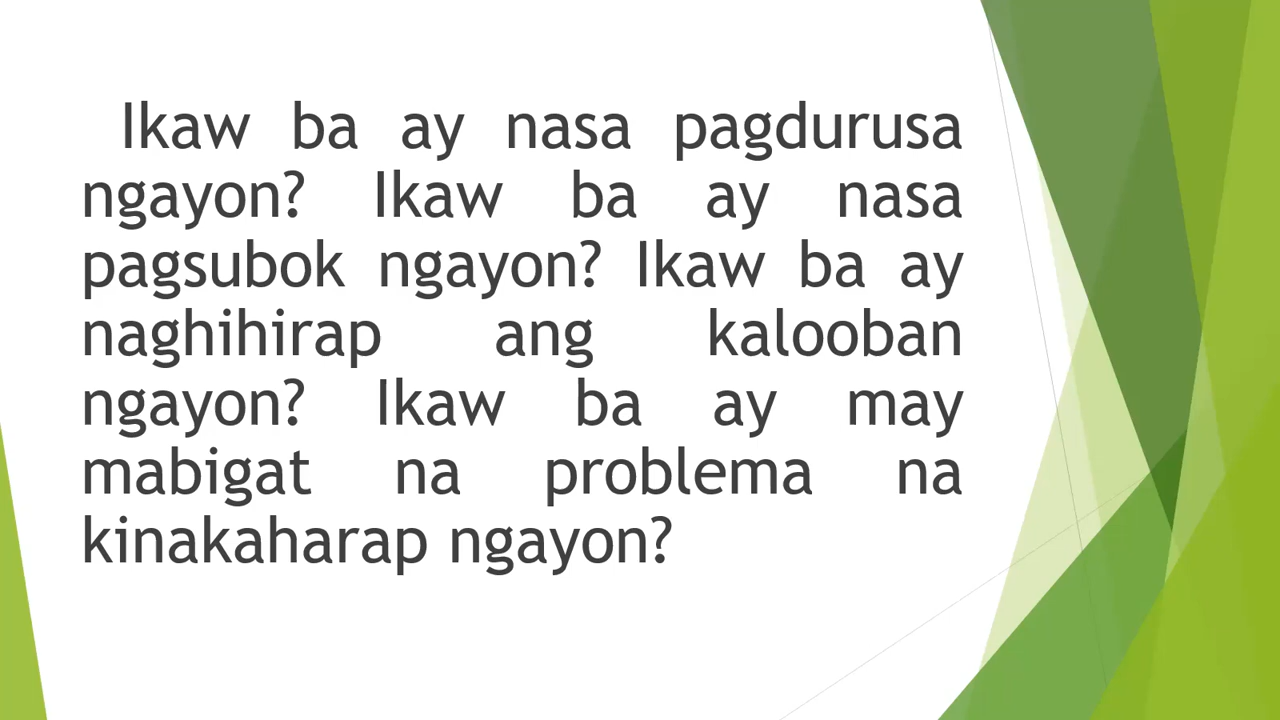 Ikaw ba ay nasa pagdurusa
ngayon? Ikaw ba ay nasa
pagsubok ngayon? Ikaw ba ay
naghihirap ang kalooban
ngayon? Ikaw ba ay may
mabigat na problema na
kinakaharap ngayon?